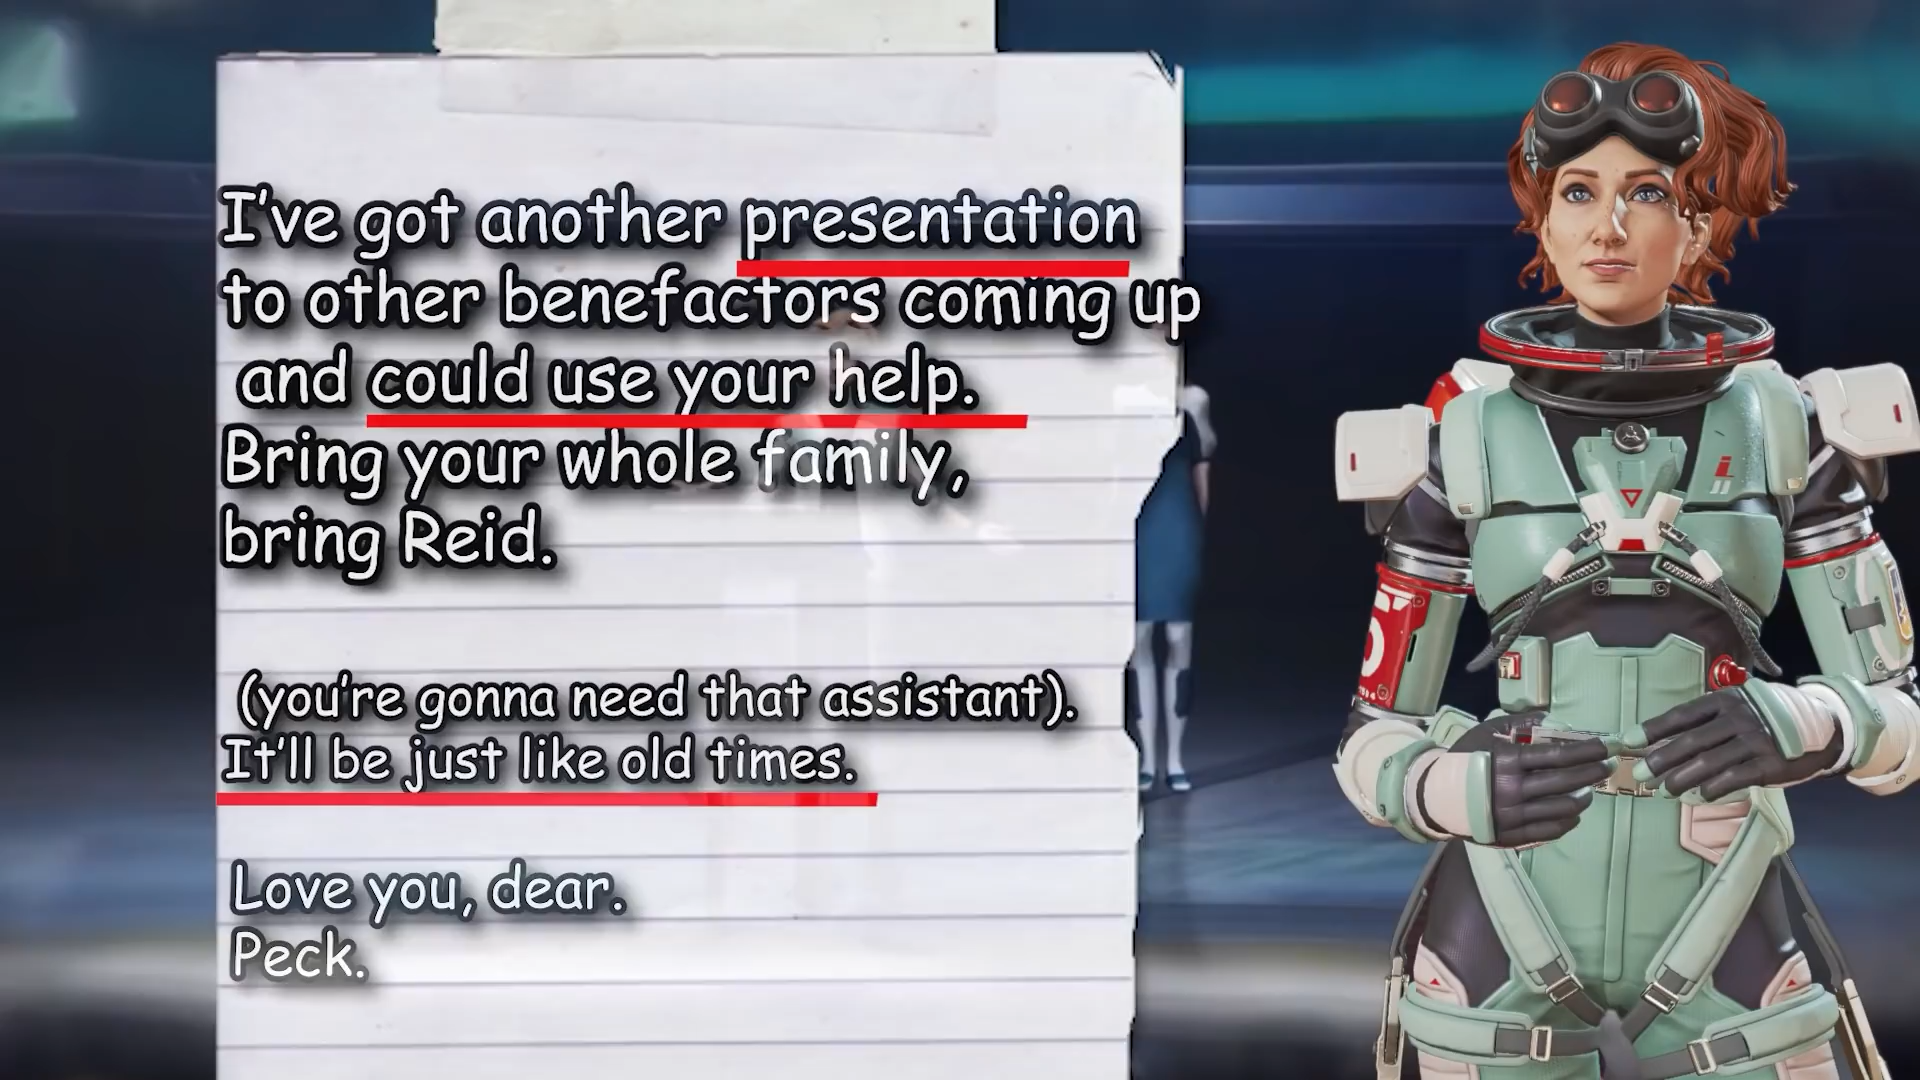 I've got another presentation
to other benefactors coming up
and could use your help.
Bring your whole family,
bring Reid.
(you're gonna need that assistant).
It'll be just like old times.
Love you, dear.
Peck.